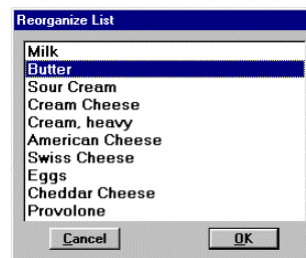 Reorganize List
Milk
Butter
Sour Cream
Cream Cheese
Cream, heavy
American Cheese
Swiss Cheese
Eggs
Cheddar Cheese
Provolone
Cancel
OK